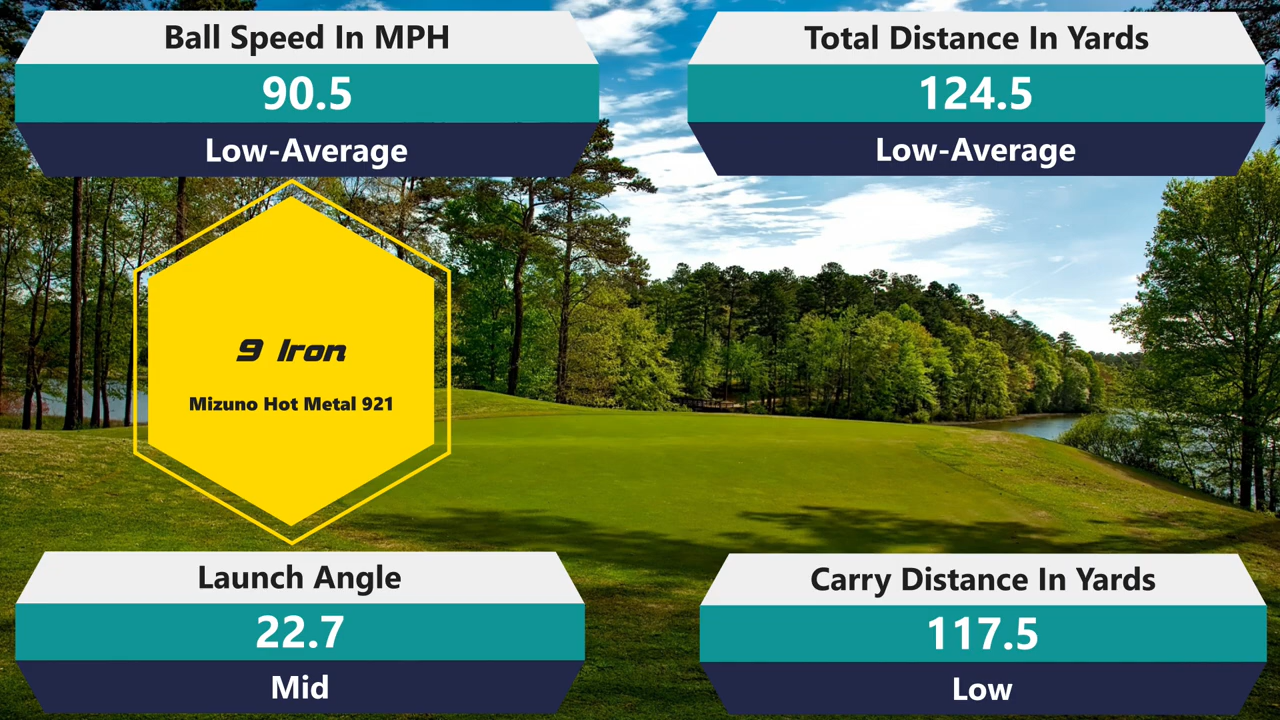 Ball Speed In MPH
90.5
Low-Average
Total Distance In Yards
124.5
Low-Average
9 Iron
Mizuno Hot Metal 921
Launch Angle
22.7
Mid
Carry Distance In Yards
117.5
Low